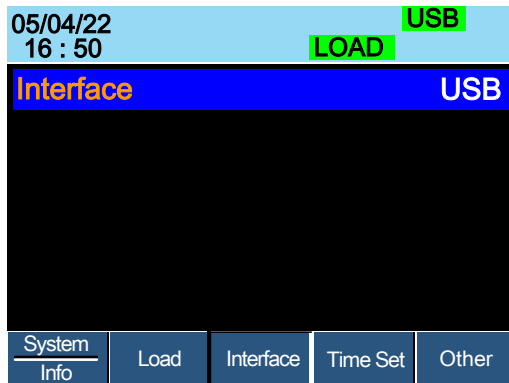 05/04/22
USB
16 : 50
LOAD
Interface USB
System
Info
Load
Interface
Time Set
Other